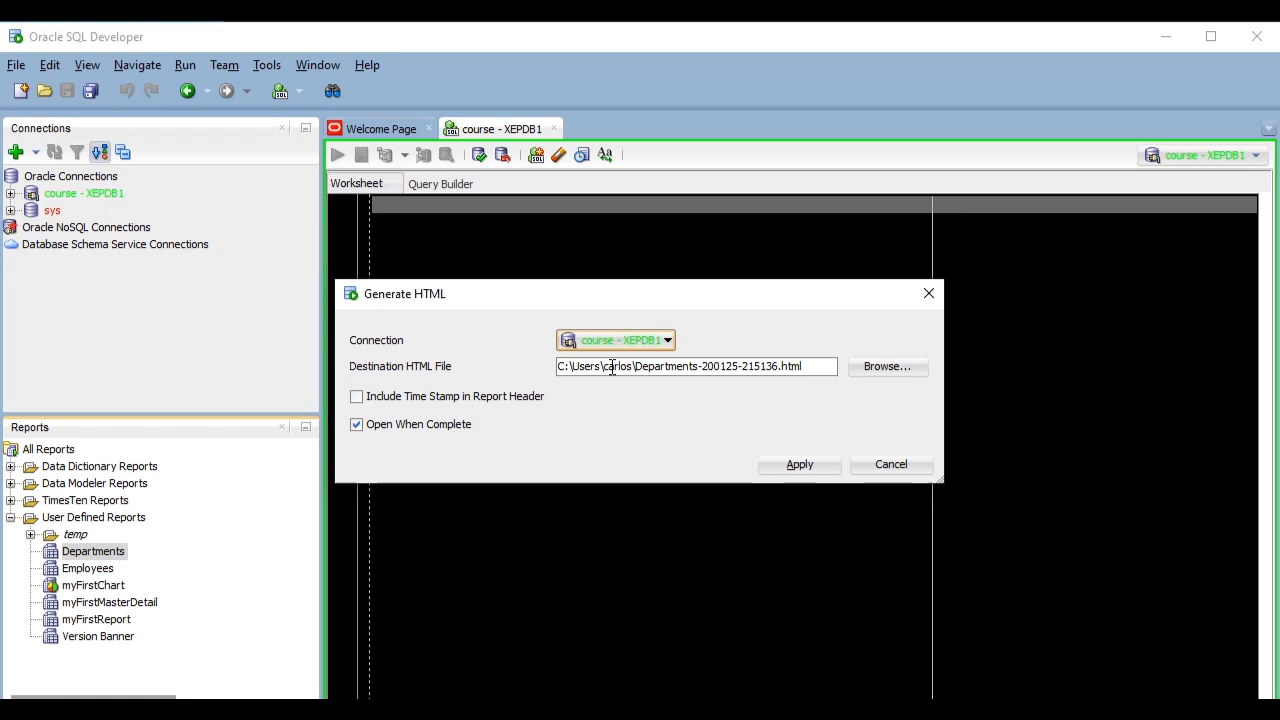 Oracle SQL Developer
File Edit View Navigate Run Team Tools Window Help
Connections
Oracle Connections
course - XEPDB1
sys
Oracle NoSQL Connections
Database Schema Service Connections
Reports
All Reports
Data Dictionary Reports
Data Modeler Reports
TimesTen Reports
User Defined Reports
temp
Departments
Employees
myFirstChart
myFirstMasterDetail
myFirstReport
Version Banner
Welcome Page course - XEPDB1
Aa
course - XEPDB1
Worksheet Query Builder
Generate HTML
Connection course - XEPDB1
Destination HTML File C:\Users\carlos\Departments-200125-215136.html Browse...
Include Time Stamp in Report Header
Open When Complete
Apply Cancel